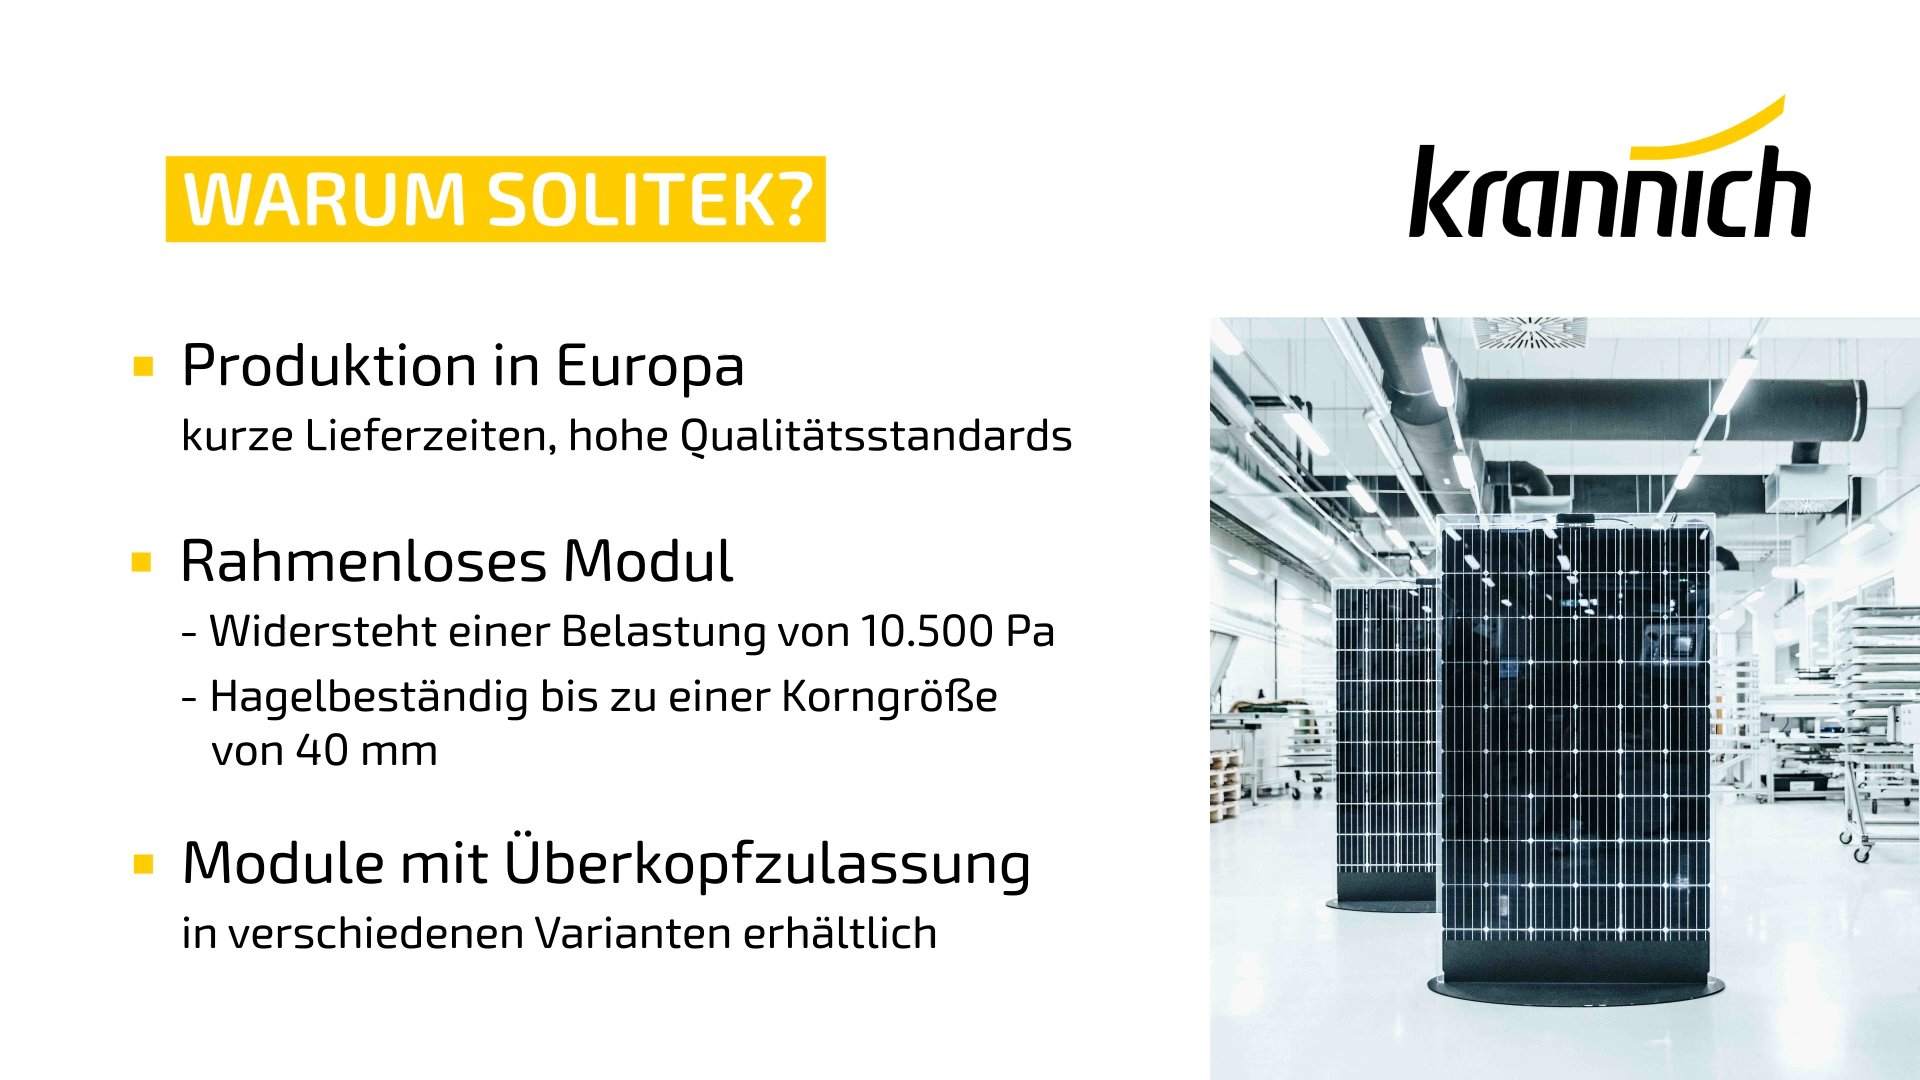 krannich
WARUM SOLITEK?
Produktion in Europa
kurze Lieferzeiten, hohe Qualitätsstandards
Rahmenloses Modul
- Widersteht einer Belastung von 10.500 Pa
- Hagelbeständig bis zu einer Korngröße
von 40 mm
Module mit Überkopfzulassung
in verschiedenen Varianten erhältlich